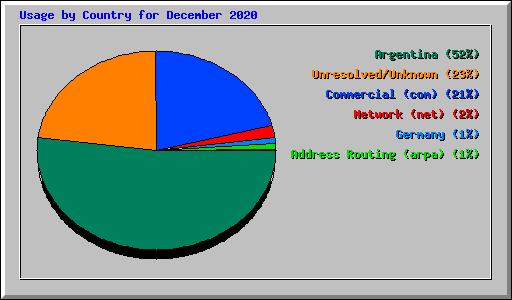 Usage by Country for December 2020
Argentina (52%)
Unresolved/Unknown (23%)
Commercial (com) (21%)
Network (net) (2%)
Germany (1%)
Address Routing (arpa) (1%)